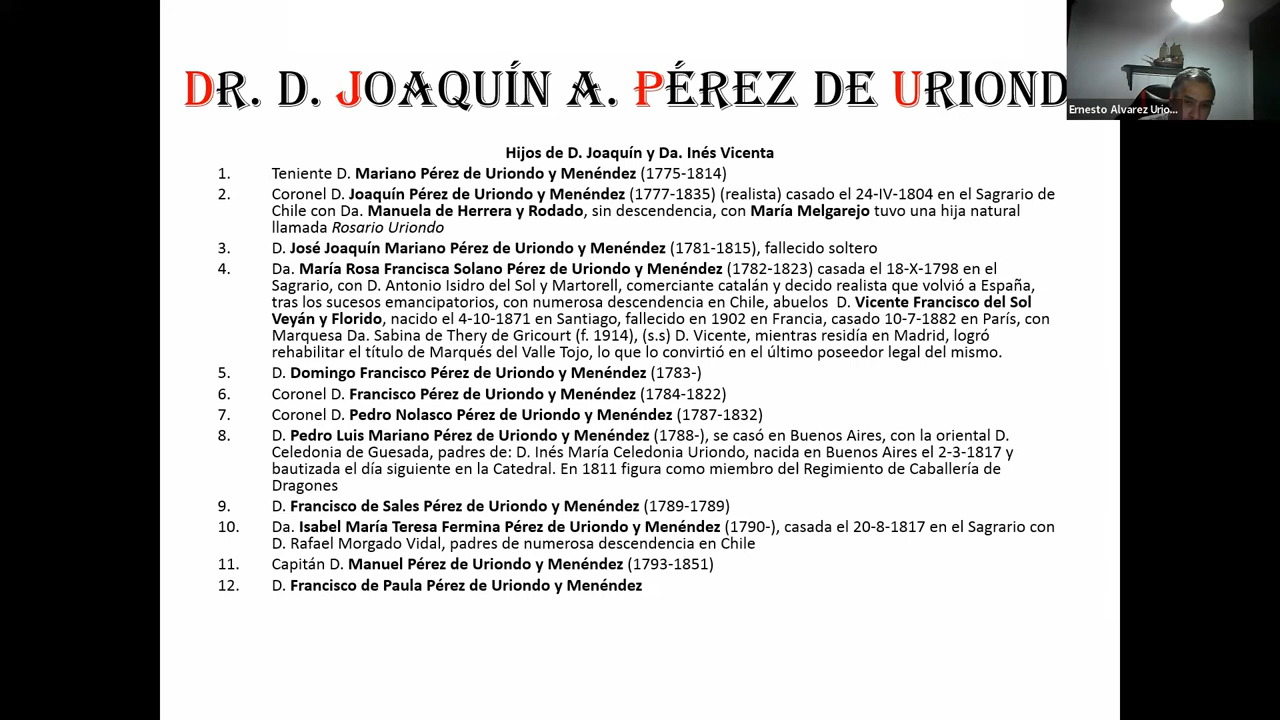 DR. D. JOAQUÍN A. PÉREZ DE URIOND
Ernesto Alvarez Urio...
Hijos de D. Joaquín y Da. Inés Vicenta
1. Teniente D. Mariano Pérez de Uriondo y Menéndez (1775-1814)
2. Coronel D. Joaquín Pérez de Uriondo y Menéndez (1777-1835) (realista) casado el 24-IV-1804 en el Sagrario de
Chile con Da. Manuela de Herrera y Rodado, sin descendencia, con María Melgarejo tuvo una hija natural
llamada Rosario Uriondo
3. D. José Joaquín Mariano Pérez de Uriondo y Menéndez (1781-1815), fallecido soltero
4. Da. María Rosa Francisca Solano Pérez de Uriondo y Menéndez (1782-1823) casada el 18-X-1798 en el
Sagrario, con D. Antonio Isidro del Sol y Martorell, comerciante catalán y decido realista que volvió a España,
tras los sucesos emancipatorios, con numerosa descendencia en Chile, abuelos D. Vicente Francisco del Sol
Veyán y Florido, nacido el 4-10-1871 en Santiago, fallecido en 1902 en Francia, casado 10-7-1882 en París, con
Marquesa Da. Sabina de Thery de Gricourt (f. 1914), (s.s) D. Vicente, mientras residía en Madrid, logró
rehabilitar el título de Marqués del Valle Tojo, lo que lo convirtió en el último poseedor legal del mismo.
5. D. Domingo Francisco Pérez de Uriondo y Menéndez (1783-)
6. Coronel D. Francisco Pérez de Uriondo y Menéndez (1784-1822)
7. Coronel D. Pedro Nolasco Pérez de Uriondo y Menéndez (1787-1832)
8. D. Pedro Luis Mariano Pérez de Uriondo y Menéndez (1788-), se casó en Buenos Aires, con la oriental D.
Celedonia de Guesada, padres de: D. Inés María Celedonia Uriondo, nacida en Buenos Aires el 2-3-1817 y
bautizada el día siguiente en la Catedral. En 1811 figura como miembro del Regimiento de Caballería de
Dragones
9. D. Francisco de Sales Pérez de Uriondo y Menéndez (1789-1789)
10. Da. Isabel María Teresa Fermina Pérez de Uriondo y Menéndez (1790-), casada el 20-8-1817 en el Sagrario con
D. Rafael Morgado Vidal, padres de numerosa descendencia en Chile
11. Capitán D. Manuel Pérez de Uriondo y Menéndez (1793-1851)
12. D. Francisco de Paula Pérez de Uriondo y Menéndez